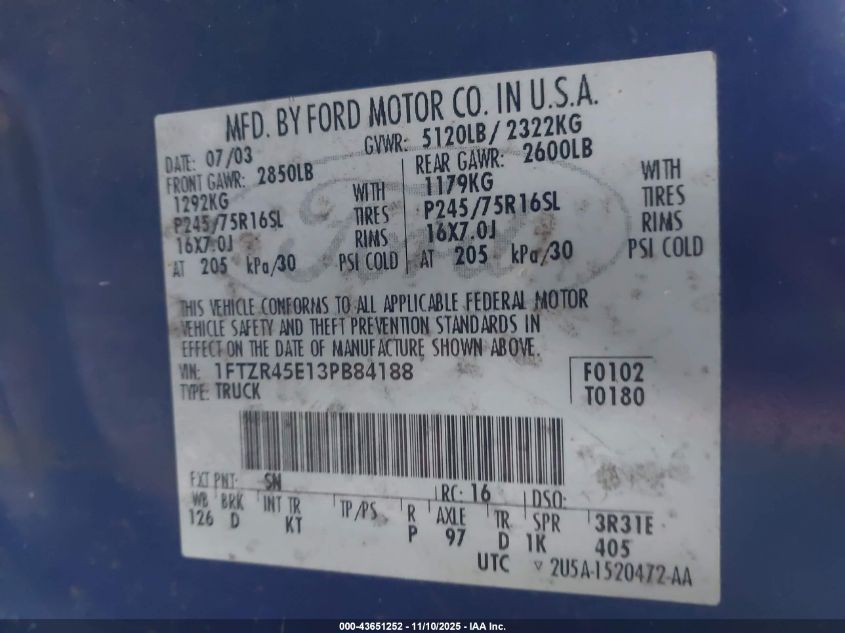 MFD. BY FORD MOTOR CO. IN U.S.A.
DATE: 07/03 GVWR: 5120LB/ 2322KG
FRONT GAWR: 2850LB REAR GAWR: 2600LB
1292KG WITH 1179KG WITH
P245/75R16SL TIRES P245/75R16SL TIRES
16X7.0J RIMS 16X7.0J RIMS
AT 205 kPa/30 PSI COLD AT 205 kPa/30 PSI COLD
Ford
THIS VEHICLE CONFORMS TO ALL APPLICABLE FEDERAL MOTOR
VEHICLE SAFETY AND THEFT PREVENTION STANDARDS IN
EFFECT ON THE DATE OF MANUFACTURE SHOWN ABOVE.
VIN: 1FTZR45E13PB84188 F0102
TYPE: TRUCK T0180
EXT PNT: SN RC: 16 DSO:
WB BRK INT TR TP/PS R AXLE TR SPR 3R31E
126 D KT P 97 D 1K 405
UTC ▽ 2U5A-1520472-AA
000-43651252 - 11/10/2025 - IAA Inc.